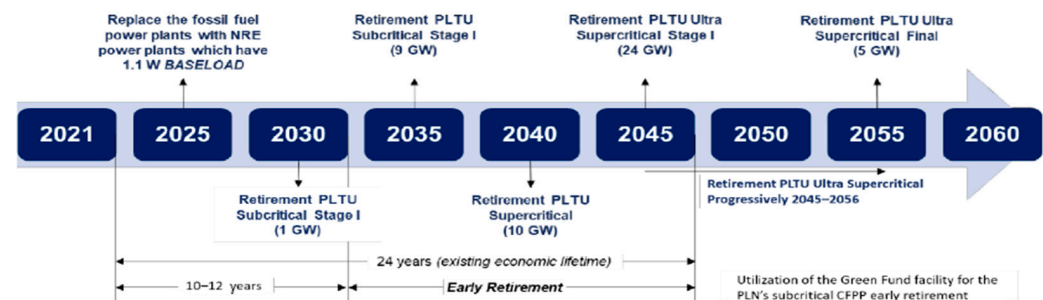 Replace the fossil fuel
power plants with NRE
power plants which have
1.1 W BASELOAD
Retirement PLTU
Subcritical Stage I
(9 GW)
Retirement PLTU Ultra
Supercritical Stage I
(24 GW)
Retirement PLTU Ultra
Supercritical Final
(5 GW)
2021
2025
2030
2035
2040
2045
2050
2055
2060
Retirement PLTU
Subcritical Stage I
(1 GW)
Retirement PLTU
Supercritical
(10 GW)
Retirement PLTU Ultra Supercritical
Progressively 2045–2056
24 years (existing economic lifetime)
10–12 years
Early Retirement
Utilization of the Green Fund facility for the
PLN's subcritical CFPP early retirement